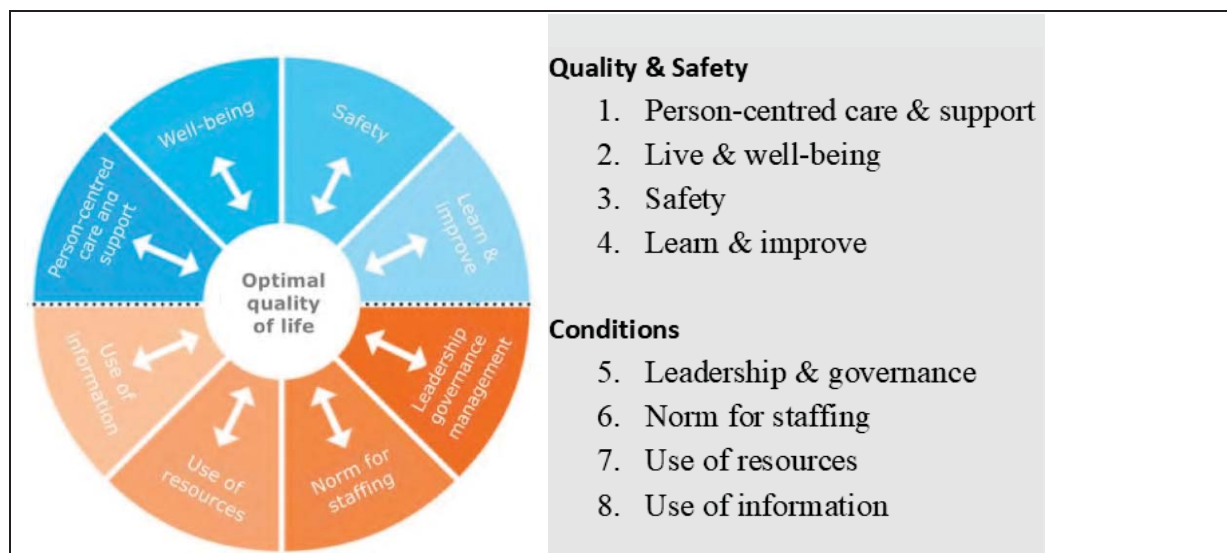 Well-being
Safety
Person-centred
care and
support
Learn &
improve
Optimal
quality
of life
Use of
information
Leadership
governance
management
Use of
resources
Norm for
staffing
Quality & Safety
1. Person-centred care & support
2. Live & well-being
3. Safety
4. Learn & improve
Conditions
5. Leadership & governance
6. Norm for staffing
7. Use of resources
8. Use of information